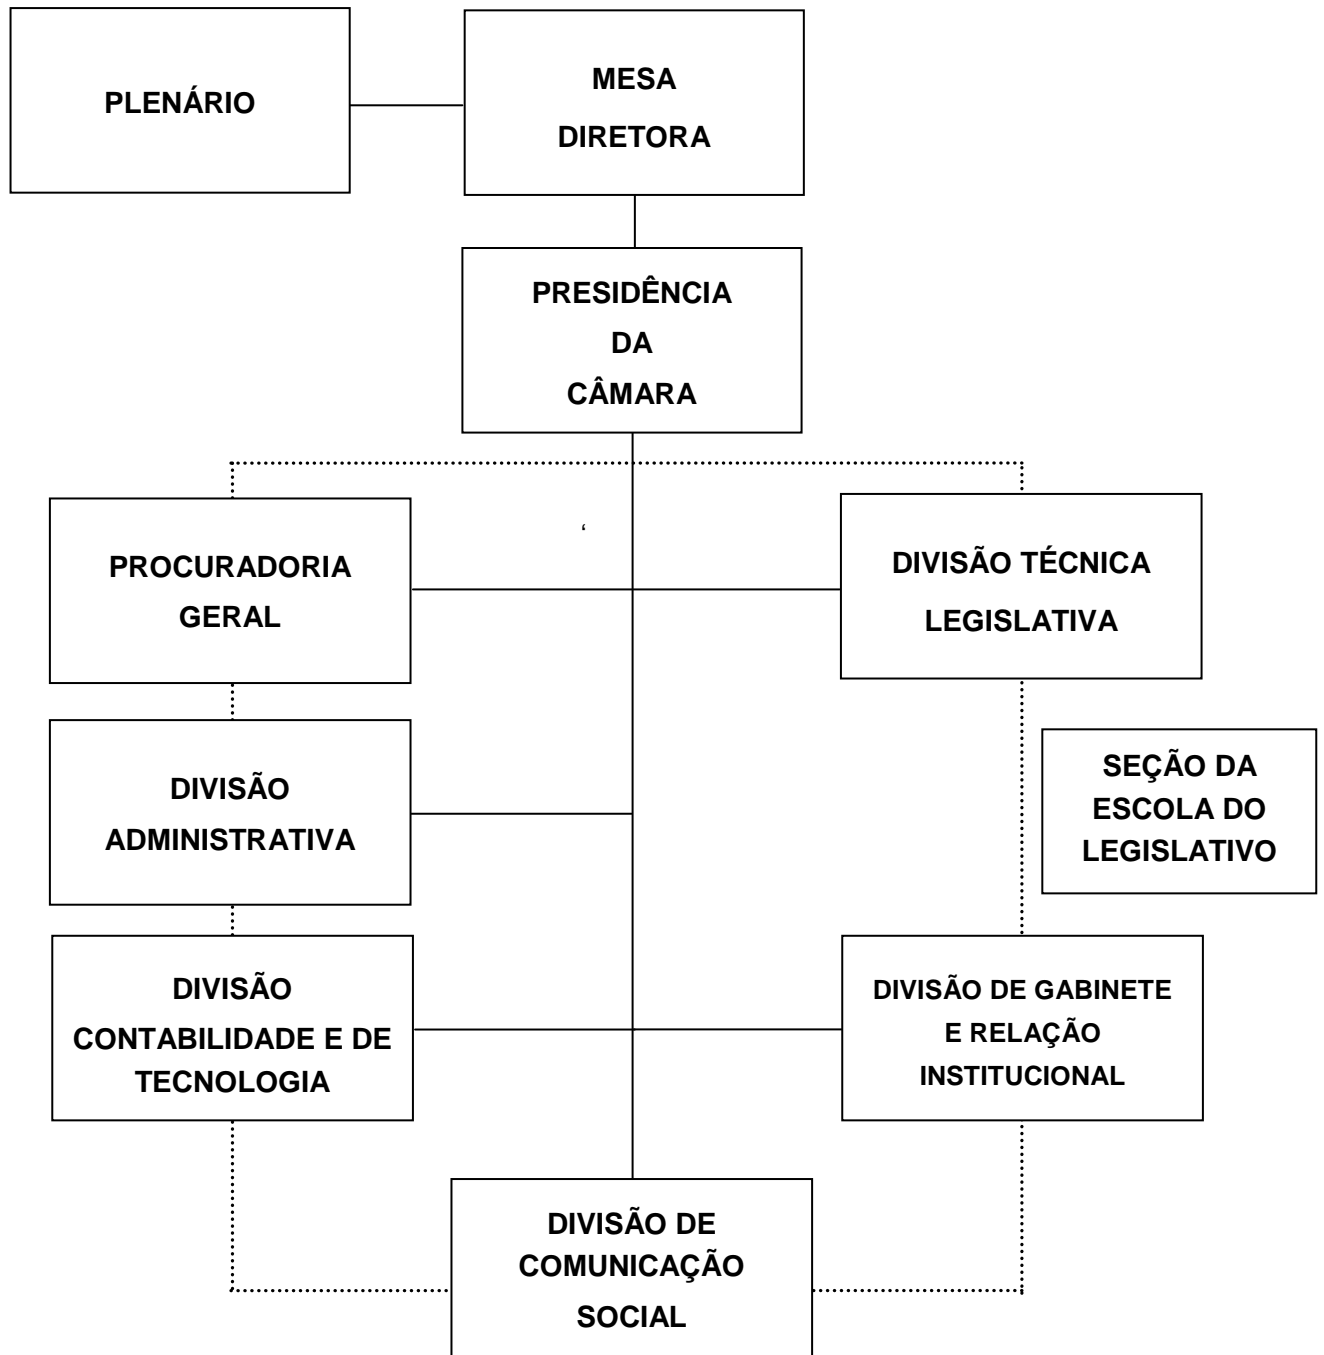 PLENÁRIO
MESA
DIRETORA
PRESIDÊNCIA
DA
CÂMARA
‘
PROCURADORIA
GERAL
DIVISÃO TÉCNICA
LEGISLATIVA
DIVISÃO
ADMINISTRATIVA
SEÇÃO DA
ESCOLA DO
LEGISLATIVO
DIVISÃO
CONTABILIDADE E DE
TECNOLOGIA
DIVISÃO DE GABINETE
E RELAÇÃO
INSTITUCIONAL
DIVISÃO DE
COMUNICAÇÃO
SOCIAL